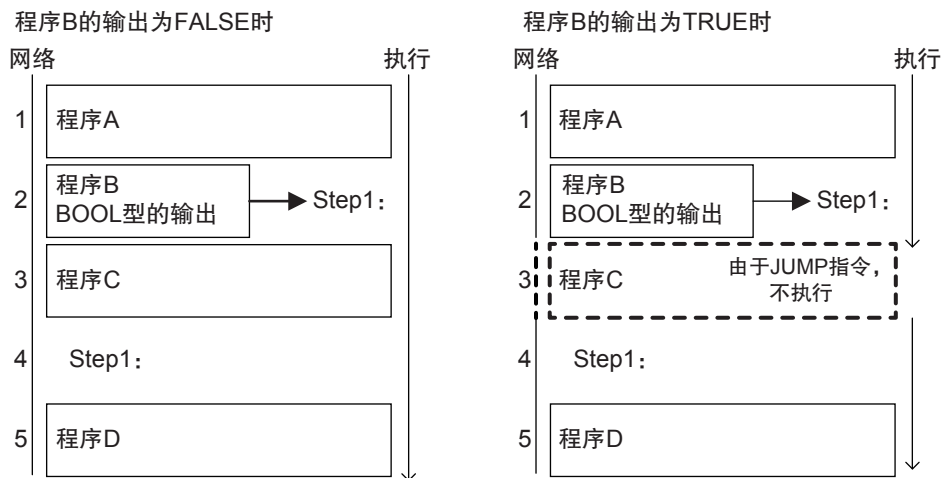 程序B的输出为FALSE时
网络 执行
1 程序A
2 程序B
BOOL型的输出 Step1：
3 程序C
4 Step1：
5 程序D
程序B的输出为TRUE时
网络 执行
1 程序A
2 程序B
BOOL型的输出 Step1：
3 程序C 由于JUMP指令，
不执行
4 Step1：
5 程序D